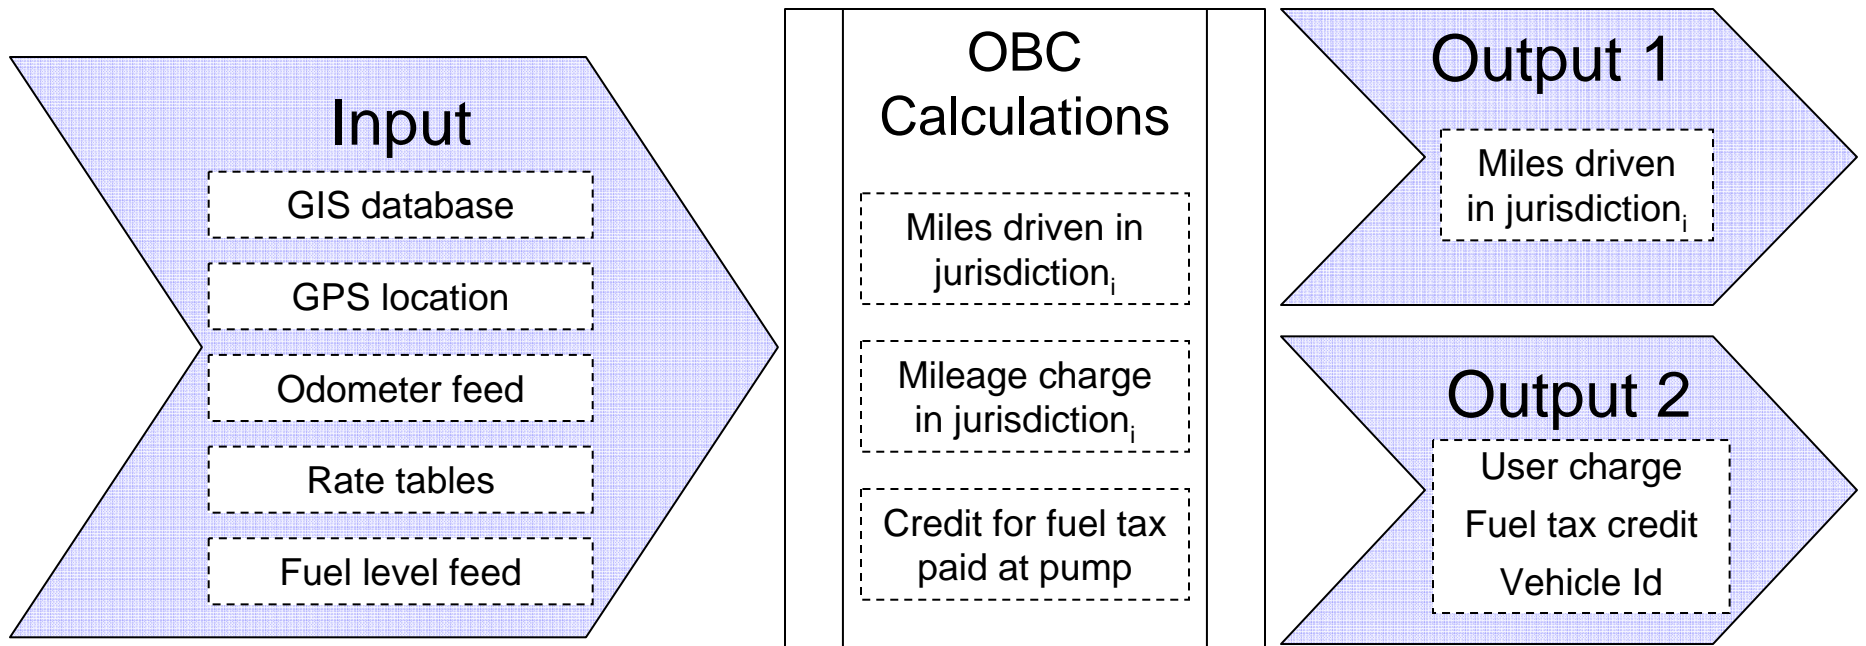 Input
GIS database
GPS location
Odometer feed
Rate tables
Fuel level feed
OBC
Calculations
Miles driven in
jurisdictionᵢ
Mileage charge
in jurisdictionᵢ
Credit for fuel tax
paid at pump
Output 1
Miles driven
in jurisdictionᵢ
Output 2
User charge
Fuel tax credit
Vehicle Id